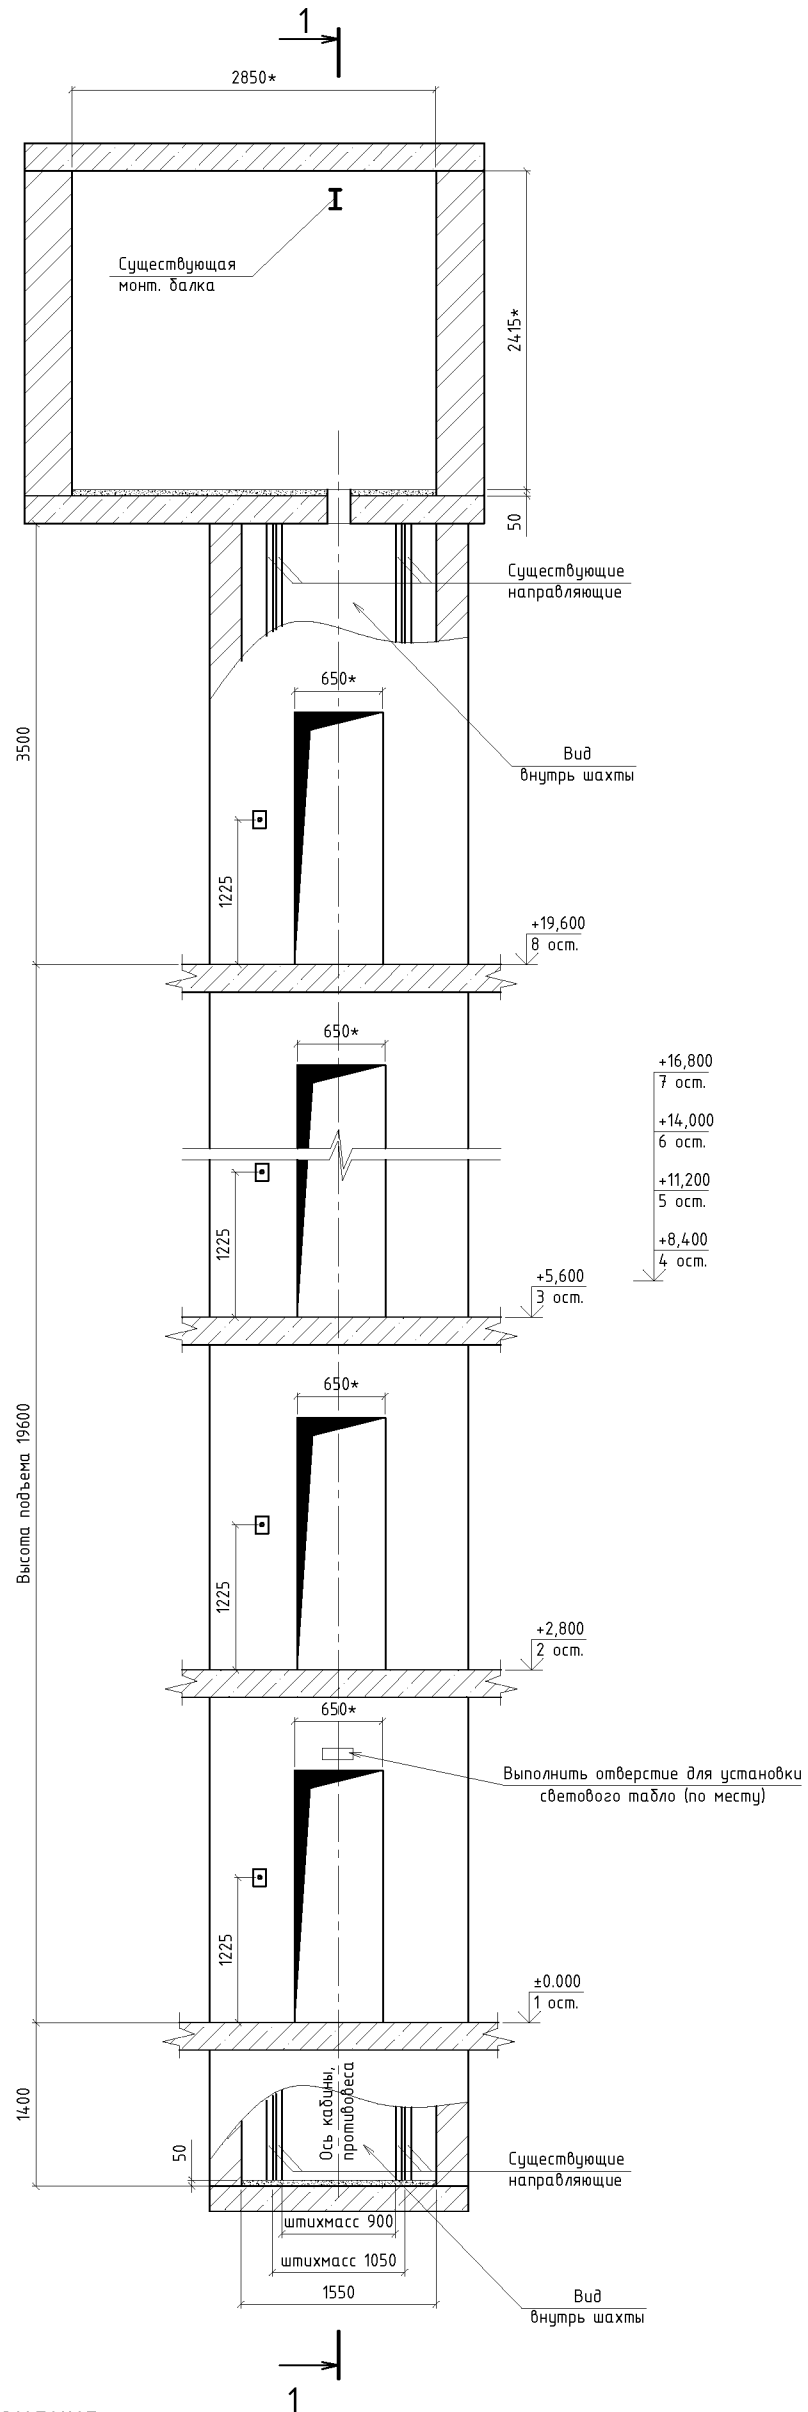 1
2850*
Существующая
монт. балка
2415*
50
Существующие
направляющие
650*
3500
Вид
внутрь шахты
1225
+19,600
8 ост.
650*
+16,800
7 ост.
+14,000
6 ост.
+11,200
5 ост.
+8,400
4 ост.
1225
+5,600
3 ост.
650*
Высота подъема 19600
1225
+2,800
2 ост.
650*
Выполнить отверстие для установки
светового табло (по месту)
1225
±0.000
1 ост.
1400
Ось кабины,
противовеса
50
Существующие
направляющие
штихмасс 900
штихмасс 1050
1550
Вид
внутрь шахты
1